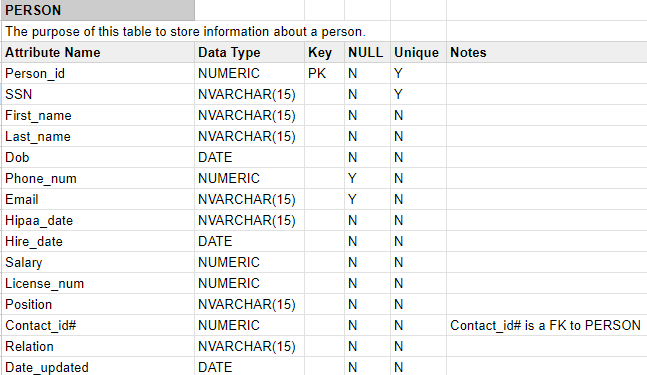 PERSON
The purpose of this table to store information about a person.
Attribute Name Data Type Key NULL Unique Notes
Person_id NUMERIC PK N Y
SSN NVARCHAR(15) N Y
First_name NVARCHAR(15) N N
Last_name NVARCHAR(15) N N
Dob DATE N N
Phone_num NUMERIC Y N
Email NVARCHAR(15) Y N
Hipaa_date NVARCHAR(15) N N
Hire_date DATE N N
Salary NUMERIC N N
License_num NUMERIC N N
Position NVARCHAR(15) N N
Contact_id# NUMERIC N N Contact_id# is a FK to PERSON
Relation NVARCHAR(15) N N
Date_updated DATE N N